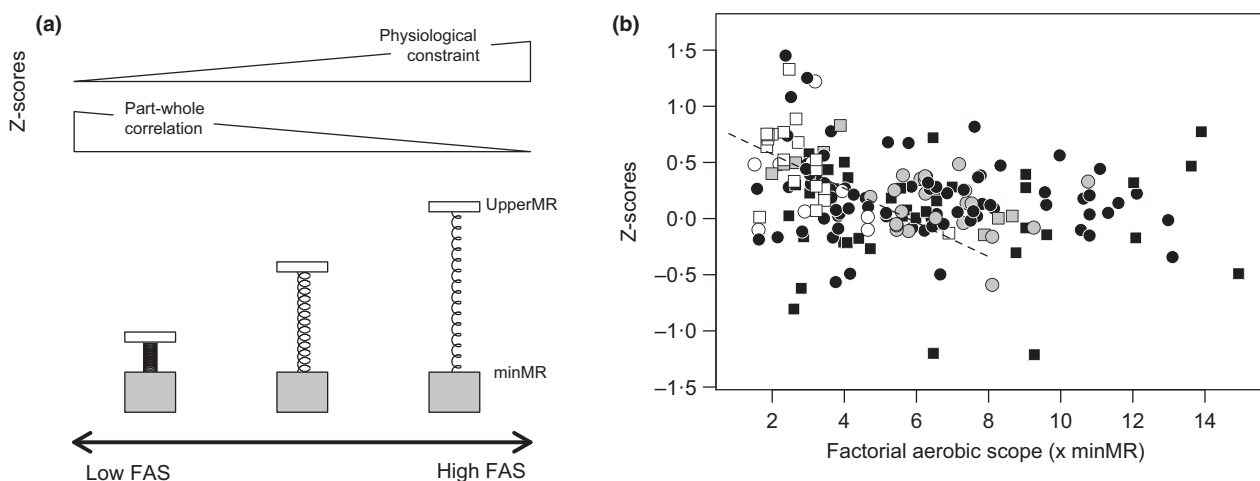 (a)
Z-scores
Physiological
constraint
Part-whole
correlation
UpperMR
minMR
Low FAS
High FAS
(b)
Z-scores
1·5
1·0
0·5
0·0
–0·5
–1·0
–1·5
2 4 6 8 10 12 14
Factorial aerobic scope (x minMR)